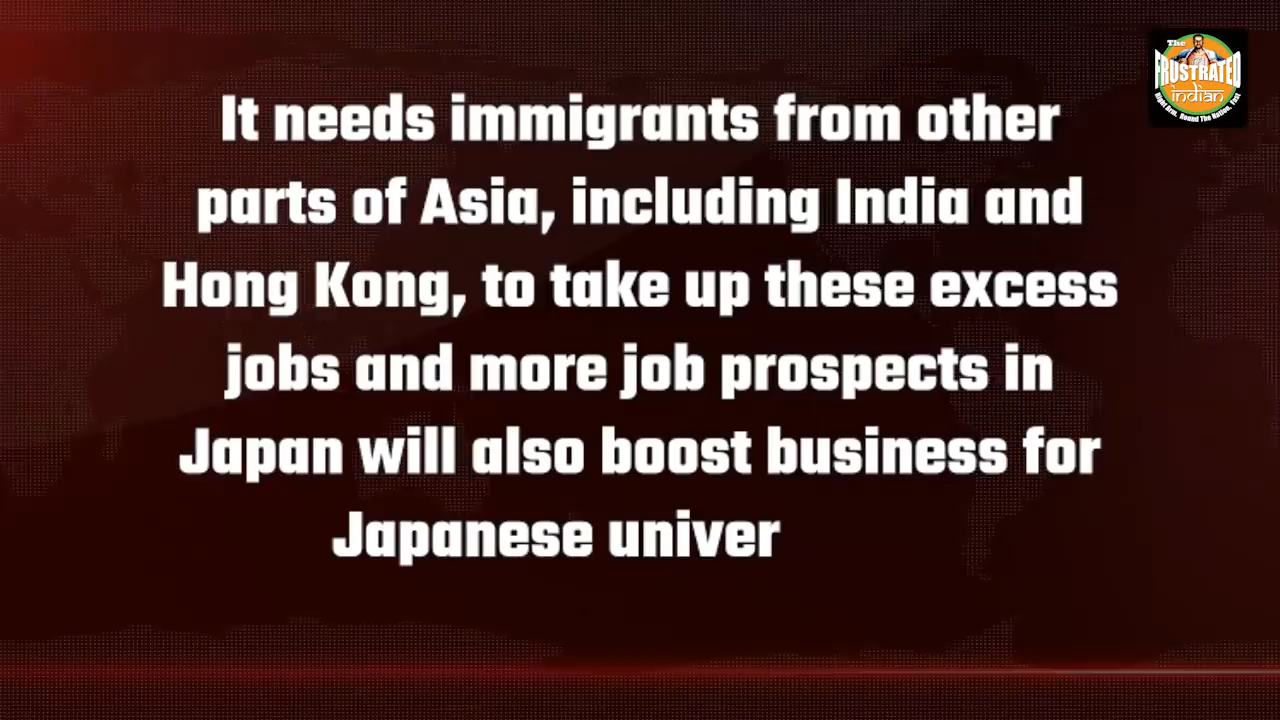 It needs immigrants from other
parts of Asia, including India and
Hong Kong, to take up these excess
jobs and more job prospects in
Japan will also boost business for
Japanese univer
The
FRUSTRATED
indian